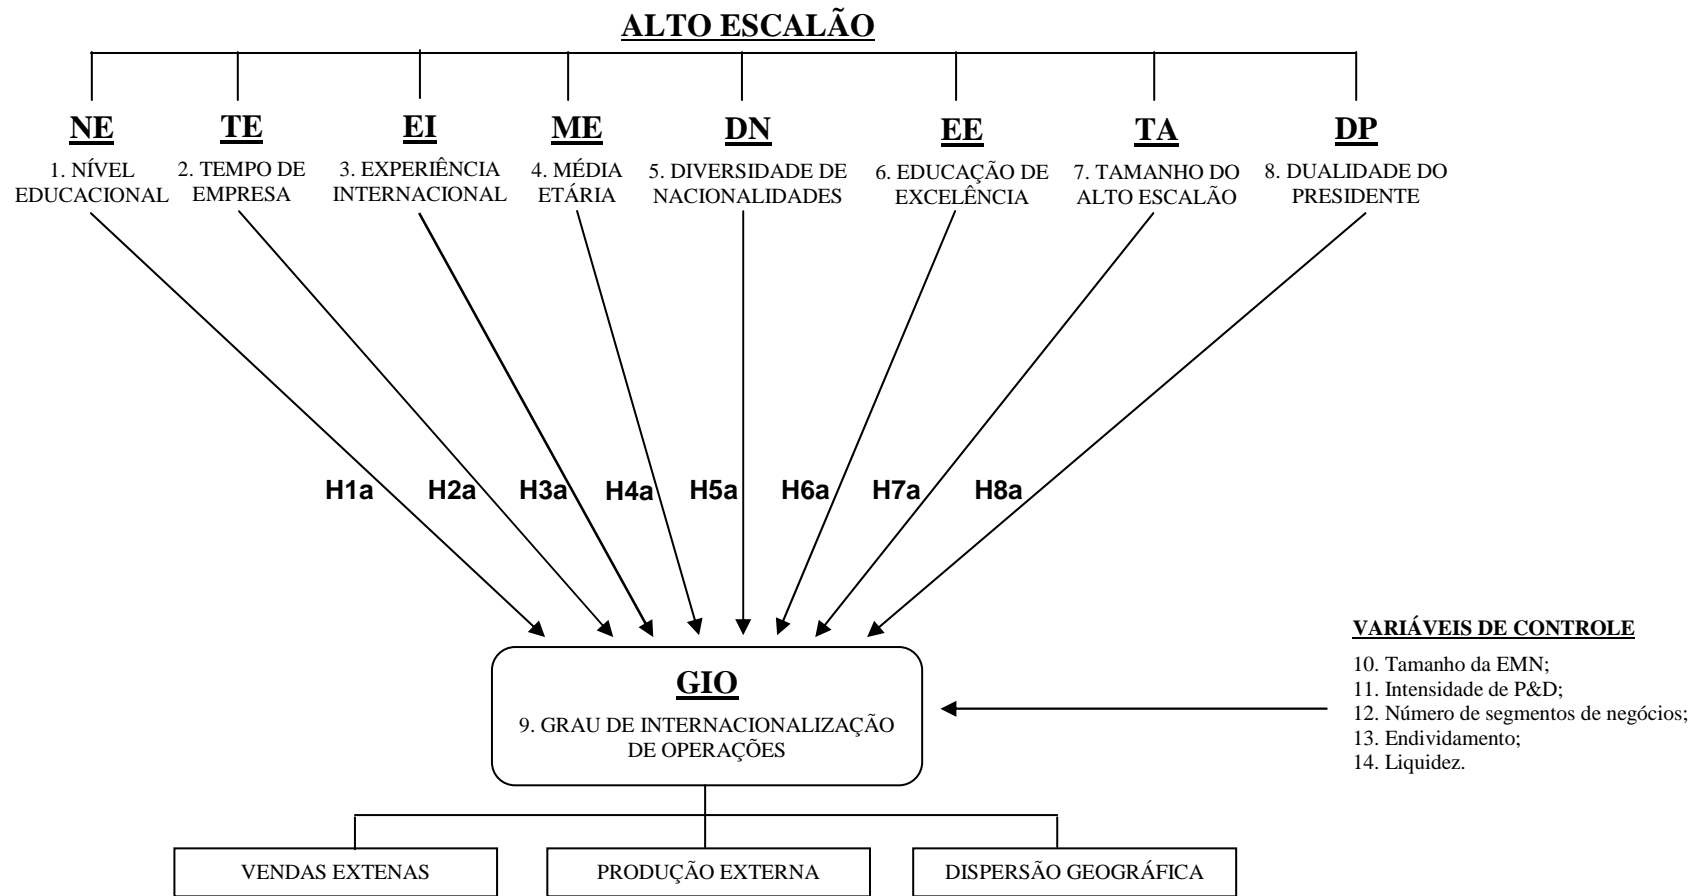 ALTO ESCALÃO
NE
TE
EI
ME
DN
EE
TA
DP
1. NÍVEL
EDUCACIONAL
2. TEMPO DE
EMPRESA
3. EXPERIÊNCIA
INTERNACIONAL
4. MÉDIA
ETÁRIA
5. DIVERSIDADE DE
NACIONALIDADES
6. EDUCAÇÃO DE
EXCELÊNCIA
7. TAMANHO DO
ALTO ESCALÃO
8. DUALIDADE DO
PRESIDENTE
H1a
H2a
H3a
H4a
H5a
H6a
H7a
H8a
GIO
9. GRAU DE INTERNACIONALIZAÇÃO
DE OPERAÇÕES
VARIÁVEIS DE CONTROLE
10. Tamanho da EMN;
11. Intensidade de P&D;
12. Número de segmentos de negócios;
13. Endividamento;
14. Liquidez.
VENDAS EXTENAS
PRODUÇÃO EXTERNA
DISPERSÃO GEOGRÁFICA